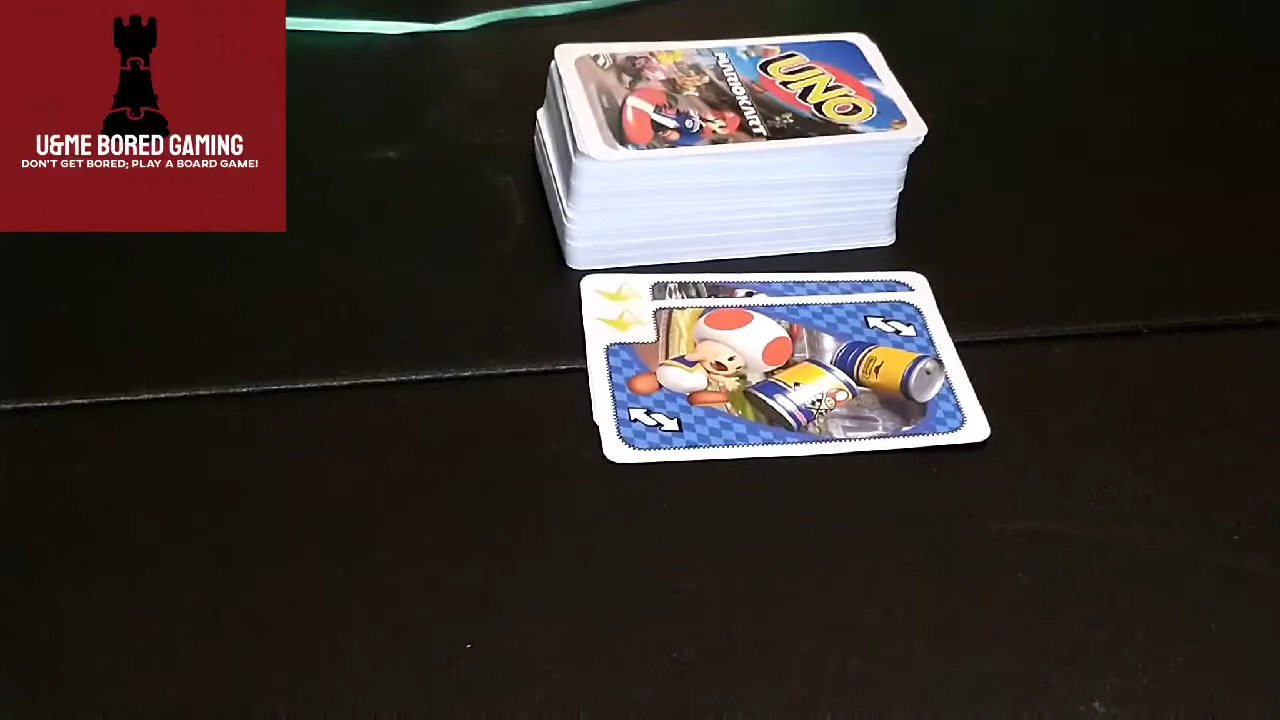 U&ME BORED GAMING
DON'T GET BORED; PLAY A BOARD GAME!
UNO
MARIOKART